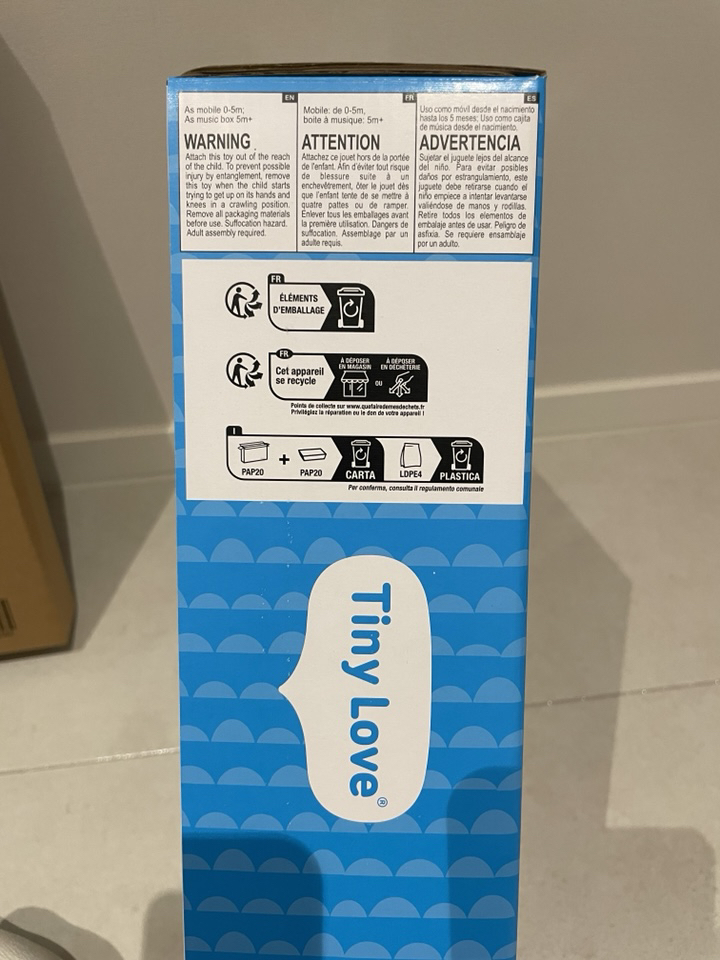 EN
As mobile 0-5m;
As music box 5m+
WARNING
Attach this toy out of the reach
of the child. To prevent possible
injury by entanglement, remove
this toy when the child starts
trying to get up on its hands and
knees in a crawling position.
Remove all packaging materials
before use. Suffocation hazard.
Adult assembly required.
FR
Mobile: de 0-5m,
boite à musique: 5m+
ATTENTION
Attachez ce jouet hors de la portée
de l'enfant. Afin d'éviter tout risque
de blessure suite à un
enchevêtrement, ôter le jouet dès
que l'enfant tente de se mettre à
quatre pattes ou de ramper.
Enlever tous les emballages avant
la première utilisation. Dangers de
suffocation. Assemblage par un
adulte requis.
ES
Uso como móvil desde el nacimiento
hasta los 5 meses; Uso como cajita
de música desde el nacimiento.
ADVERTENCIA
Sujetar el juguete lejos del alcance
del niño. Para evitar posibles
daños por estrangulamiento, este
juguete debe retirarse cuando el
niño empiece a intentar levantarse
valiéndose de manos y rodillas.
Retire todos los elementos de
embalaje antes de usar. Peligro de
asfixia. Se requiere ensamblaje
por un adulto.
FR
ÉLÉMENTS
D'EMBALLAGE
FR
Cet appareil
se recycle
À DÉPOSER
EN MAGASIN
OU
À DÉPOSER
EN DÉCHÈTERIE
Points de collecte sur www.quefairedemesdechets.fr
Privilégiez la réparation ou le don de votre appareil !
I
PAP20 + PAP20 CARTA LDPE4 PLASTICA
Per conferma, consulta il regolamento comunale
Tiny Love®